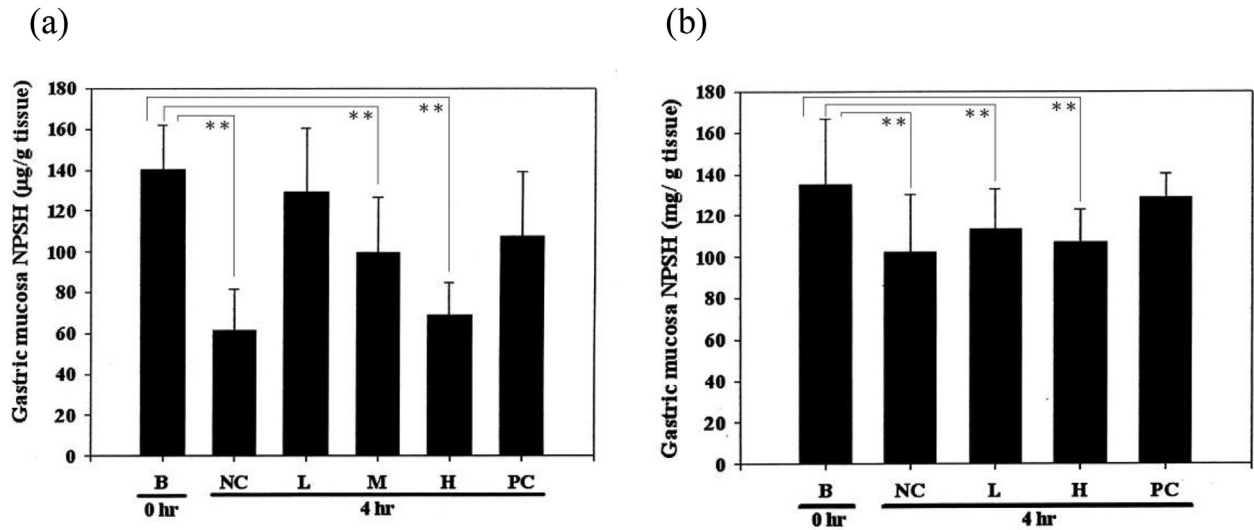 (a)
Gastric mucosa NPSH (µg/g tissue)
180
160
140
120
100
80
60
40
20
0
**
**
**
B
NC
L
M
H
PC
0 hr
4 hr
(b)
Gastric mucosa NPSH (mg/ g tissue)
180
160
140
120
100
80
60
40
20
0
**
**
**
B
NC
L
H
PC
0 hr
4 hr